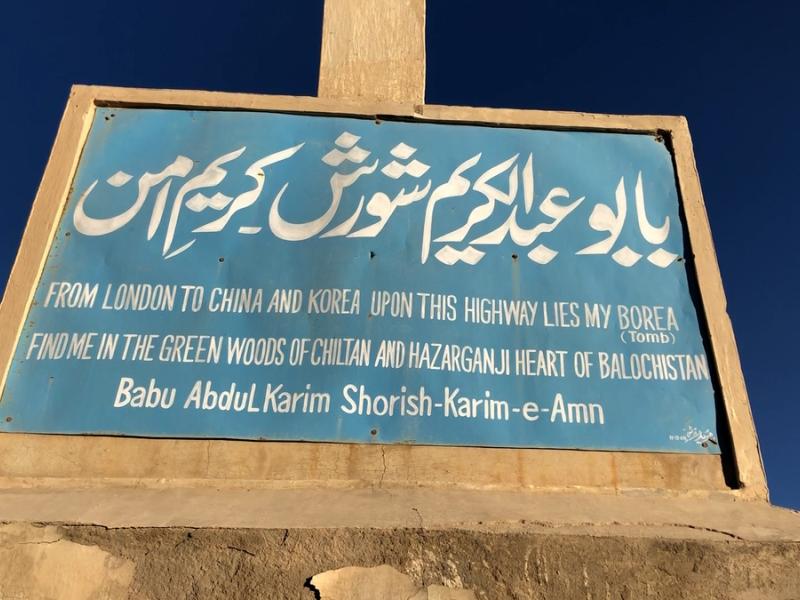 بابو عبدالکریم شورش کریم امن
FROM LONDON TO CHINA AND KOREA UPON THIS HIGHWAY LIES MY BOREA
(Tomb)
FIND ME IN THE GREEN WOODS OF CHILTAN AND HAZARGANJI HEART OF BALOCHISTAN
Babu Abdul Karim Shorish-Karim-e-Amn